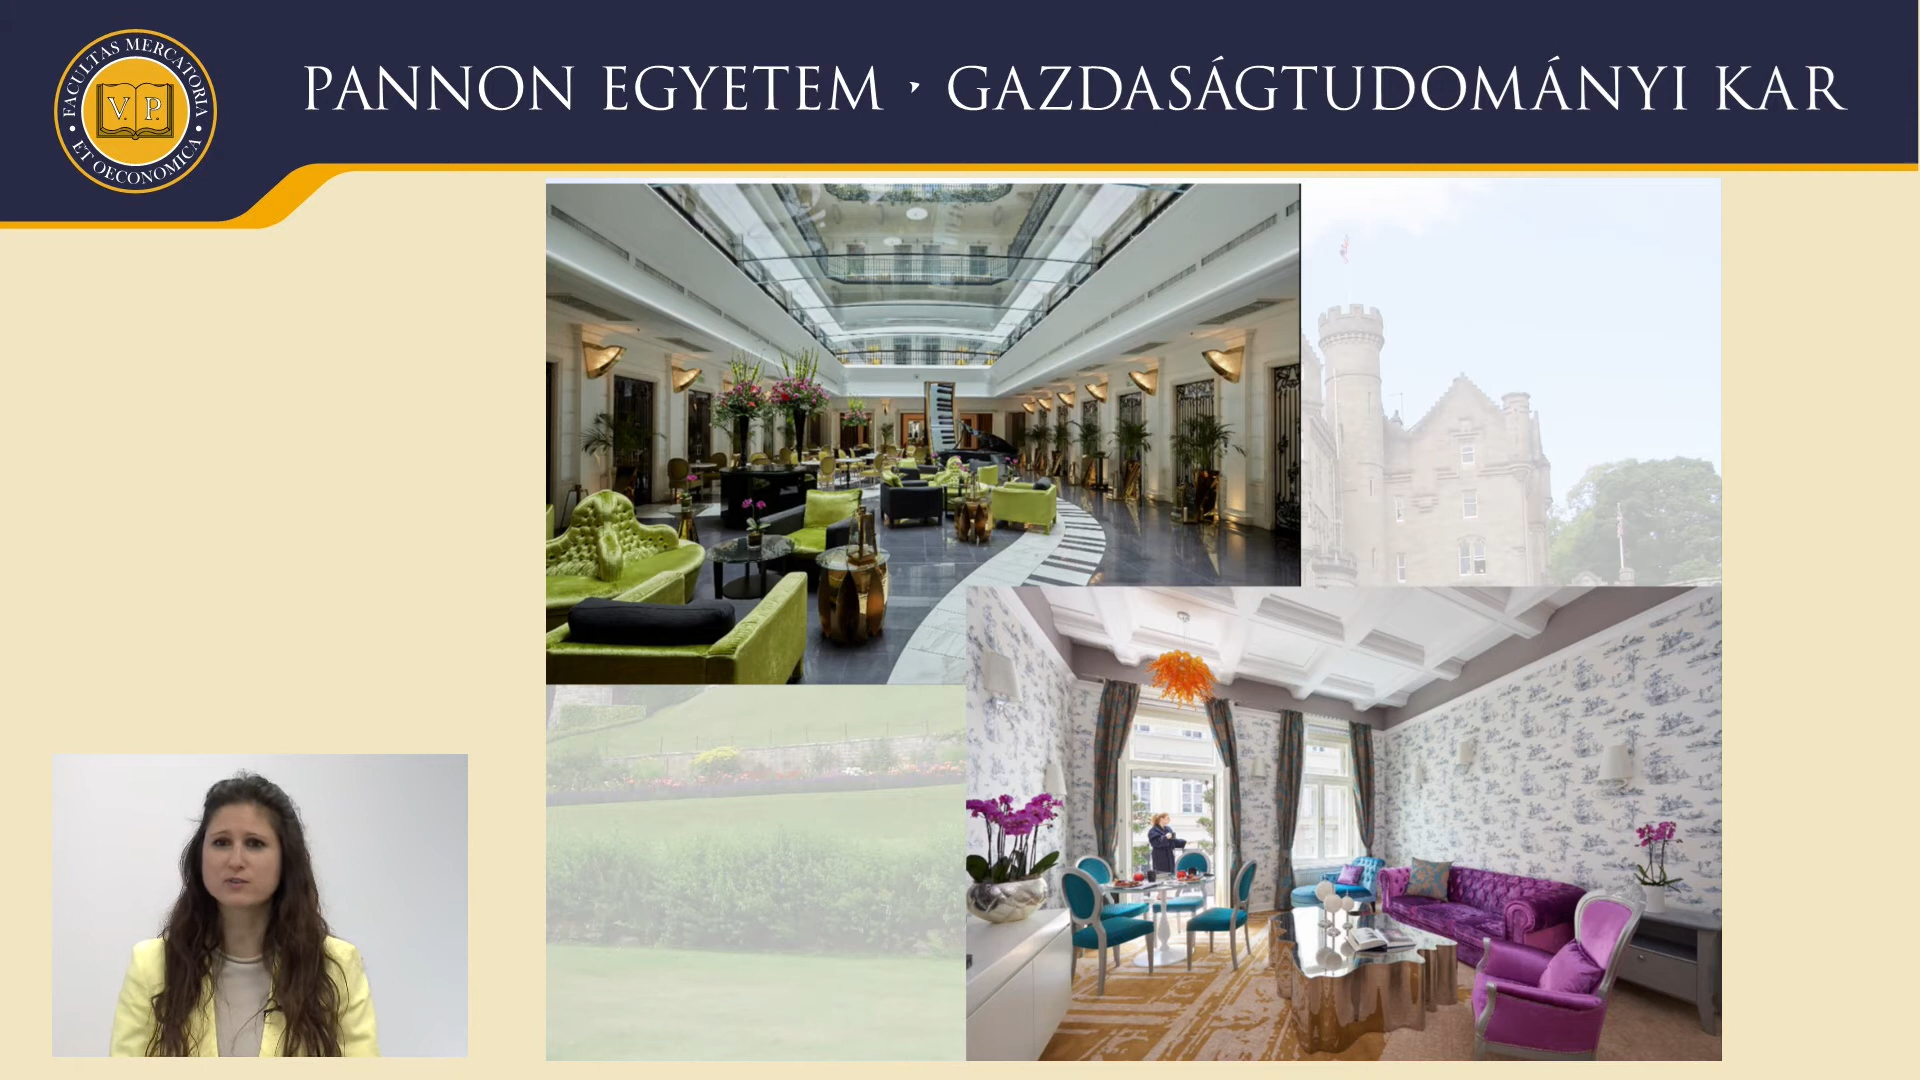 FACULTAS MERCATORIA
ET OECONOMICA
V. P.
PANNON EGYETEM · GAZDASÁGTUDOMÁNYI KAR